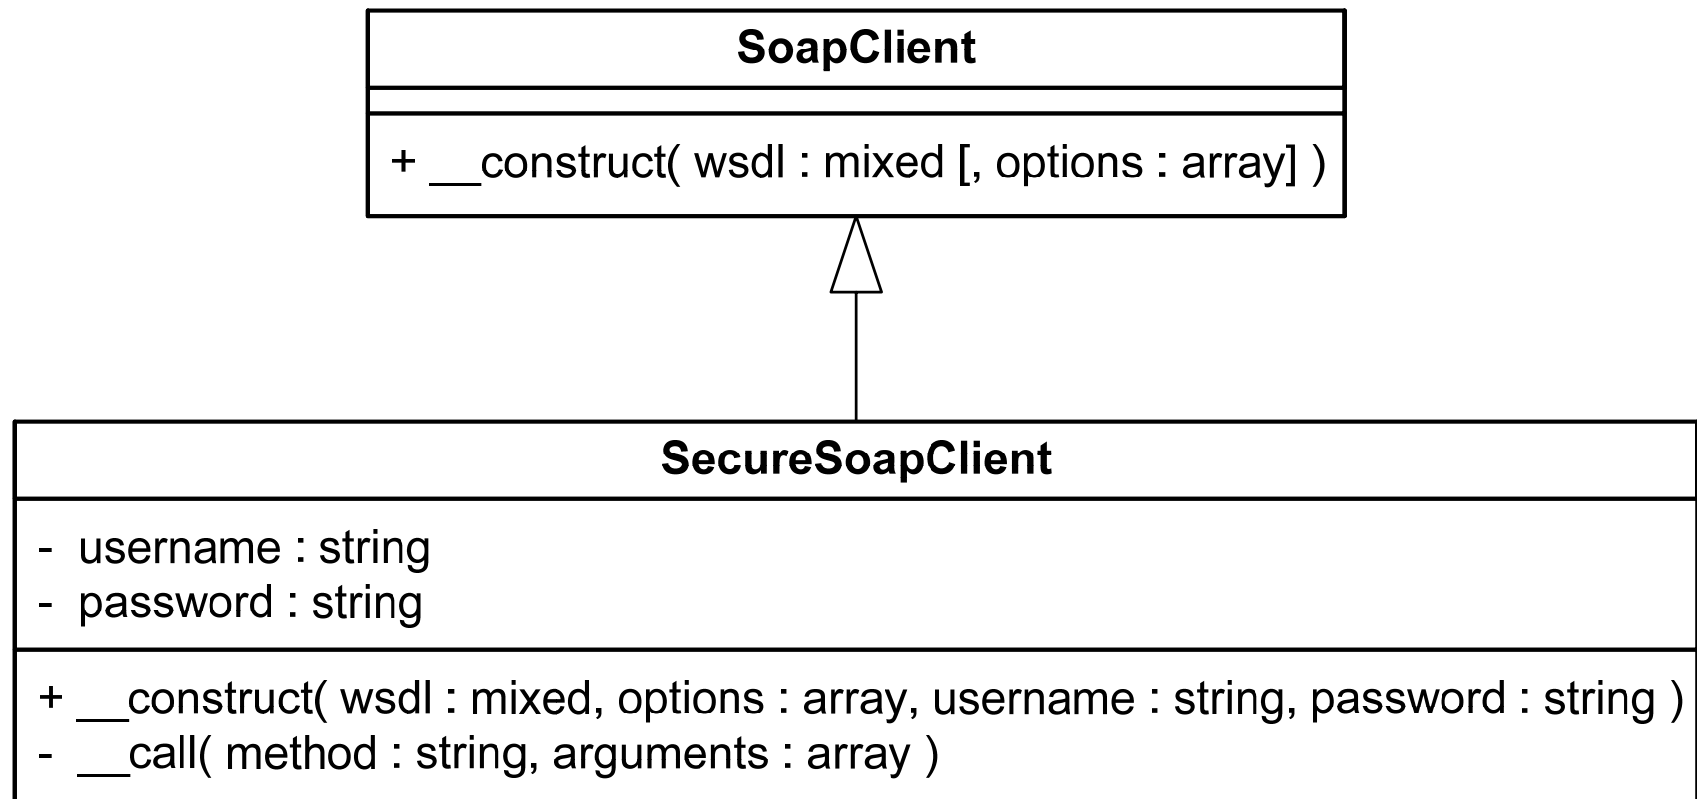 SoapClient
+ __construct( wsdl : mixed [, options : array] )
SecureSoapClient
- username : string
- password : string
+ __construct( wsdl : mixed, options : array, username : string, password : string )
- __call( method : string, arguments : array )